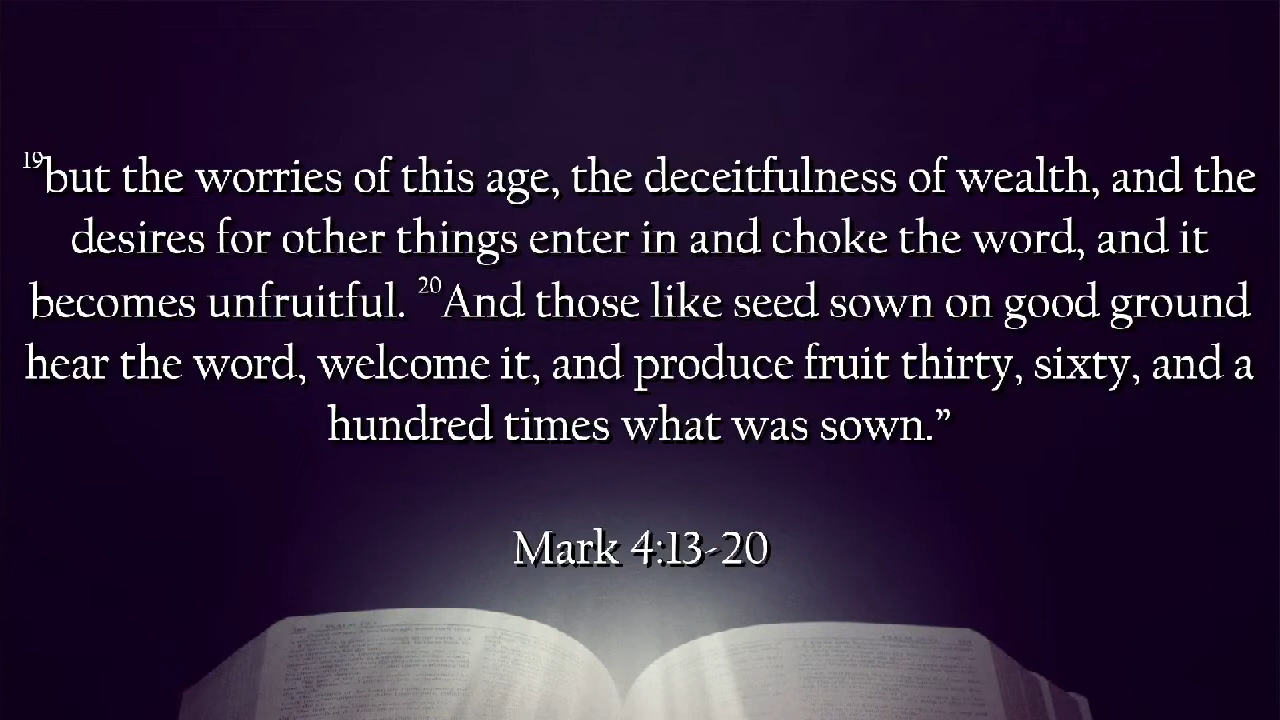 19but the worries of this age, the deceitfulness of wealth, and the
desires for other things enter in and choke the word, and it
becomes unfruitful. 20And those like seed sown on good ground
hear the word, welcome it, and produce fruit thirty, sixty, and a
hundred times what was sown.”
Mark 4:13-20